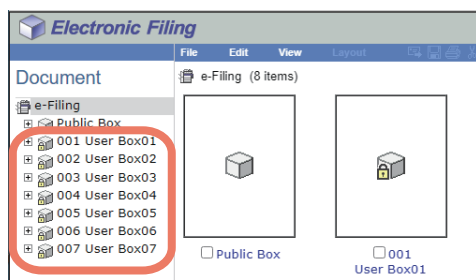 Electronic Filing
File Edit View Layout
Document
e-Filing (8 items)
e-Filing
Public Box
001 User Box01
002 User Box02
003 User Box03
004 User Box04
005 User Box05
006 User Box06
007 User Box07
Public Box
001
User Box01